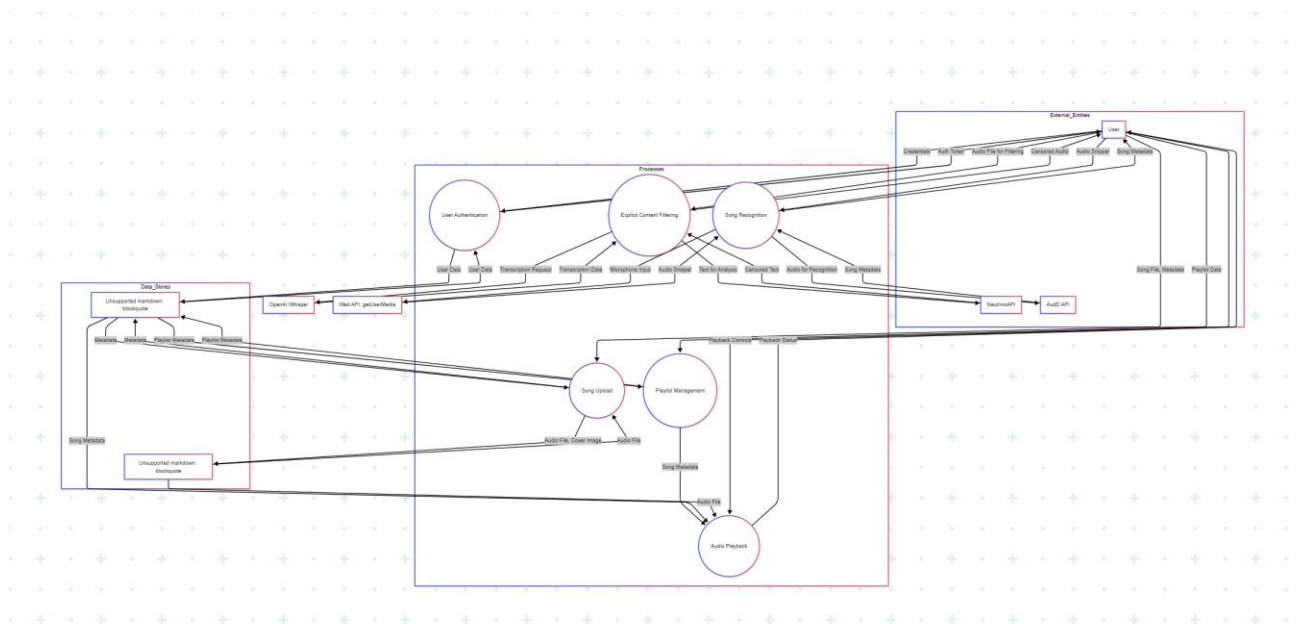 External_Entities
User
Credentials
Auth Token
Audio File for Filtering
Censored Audio
Audio Snippet
Song Metadata
Processes
User Authentication
Explicit Content Filtering
Song Recognition
User Data
User Data
Transcription Request
Transcription Data
Microphone Input
Audio Snippet
Text for Analysis
Censored Text
Audio for Recognition
Song Metadata
Song File, Metadata
Playlist Data
Data_Stores
Unsupported markdown:
blockquote
OpenAI Whisper
Web API, getUserMedia
NeutrinoAPI
AudD API
Metadata
Metadata
Playlist Metadata
Playlist Metadata
Playback Controls
Playback Status
Song Upload
Playlist Management
Song Metadata
Audio File, Cover Image
Audio File
Unsupported markdown:
blockquote
Song Metadata
Audio File
Audio Playback